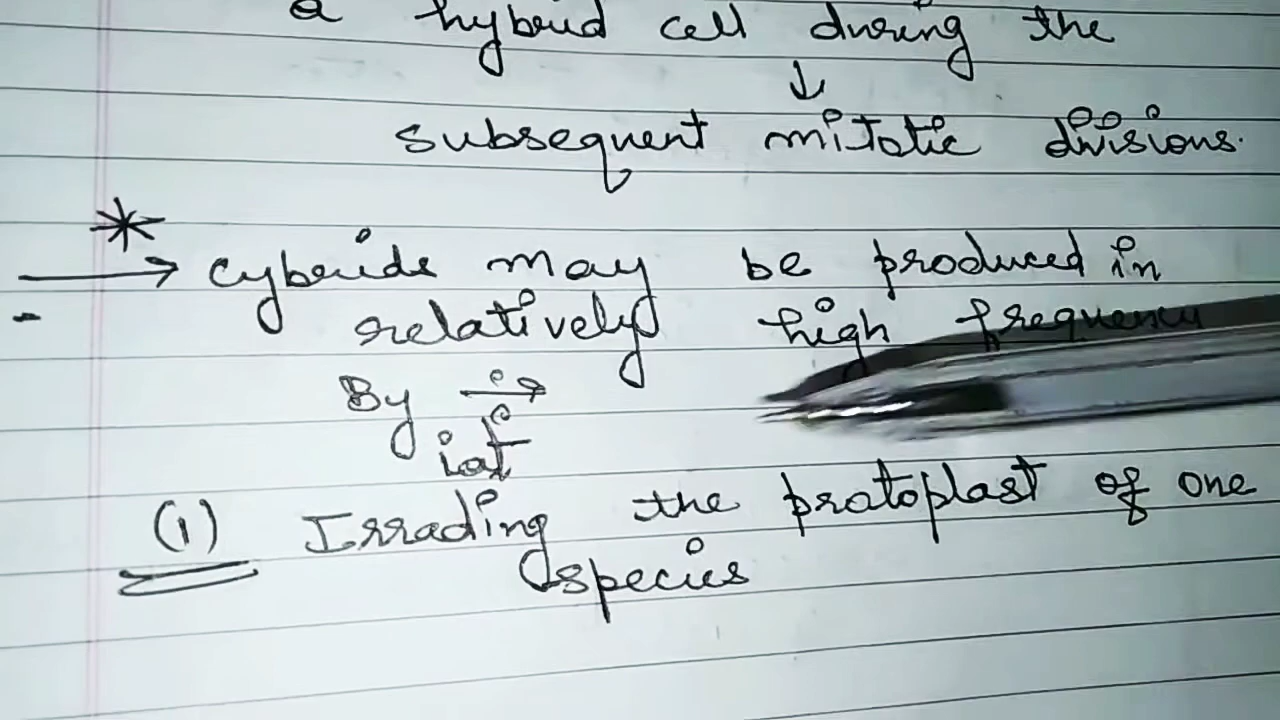 a hybrid cell during the
↓
subsequent mitotic divisions.
* → cybrids may be produced in
relatively high frequency
By →
(1) Irrading the protoplast of one
species